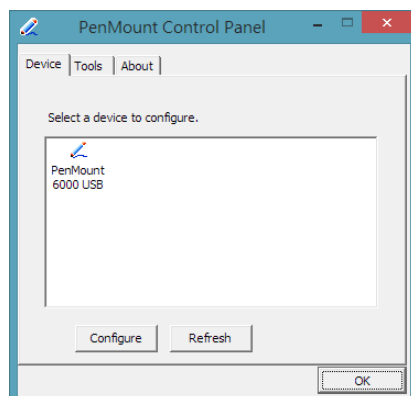 PenMount Control Panel
Device Tools About
Select a device to configure.
PenMount
6000 USB
Configure Refresh
OK